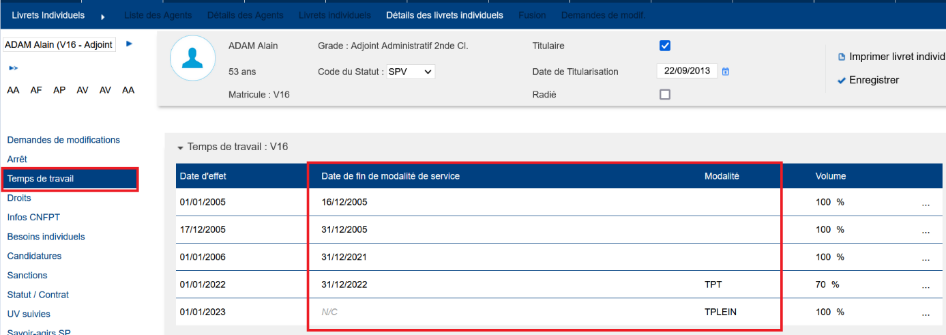 Livrets Individuels
Liste des Agents Détails des Agents Livrets individuels Détails des livrets individuels Fusion Demandes de modif.
ADAM Alain (V16 - Adjoint
AA AF AP AV AV AA
ADAM Alain Grade : Adjoint Administratif 2nde Cl. Titulaire
53 ans Code du Statut : SPV Date de Titularisation 22/09/2013
Matricule : V16 Radié
Imprimer livret individ
Enregistrer
Demandes de modifications
Arrêt
Temps de travail
Droits
Infos CNFPT
Besoins individuels
Candidatures
Sanctions
Statut / Contrat
UV suivies
Savoir-agirs SP
Temps de travail : V16
Date d'effet Date de fin de modalité de service Modalité Volume
01/01/2005 16/12/2005 100 % ...
17/12/2005 31/12/2005 100 % ...
01/01/2006 31/12/2021 100 % ...
01/01/2022 31/12/2022 TPT 70 % ...
01/01/2023 N/C TPLEIN 100 % ...